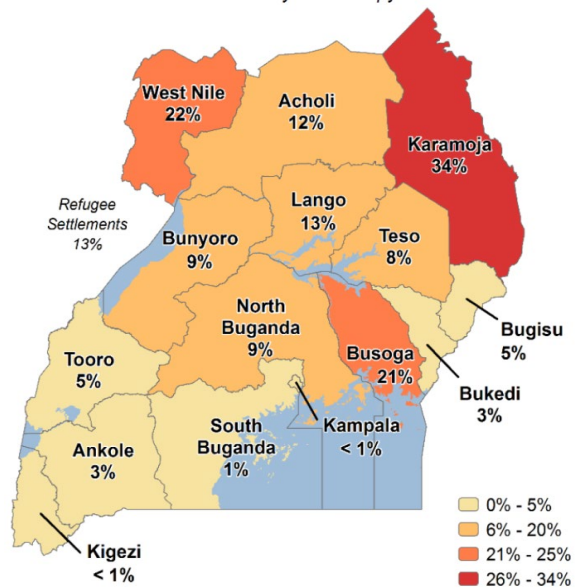 West Nile
22%
Acholi
12%
Karamoja
34%
Refugee
Settlements
13%
Lango
13%
Teso
8%
Bunyoro
9%
North
Buganda
9%
Busoga
21%
Bugisu
5%
Bukedi
3%
Tooro
5%
Kampala
< 1%
South
Buganda
1%
Ankole
3%
Kigezi
< 1%
0% - 5%
6% - 20%
21% - 25%
26% - 34%